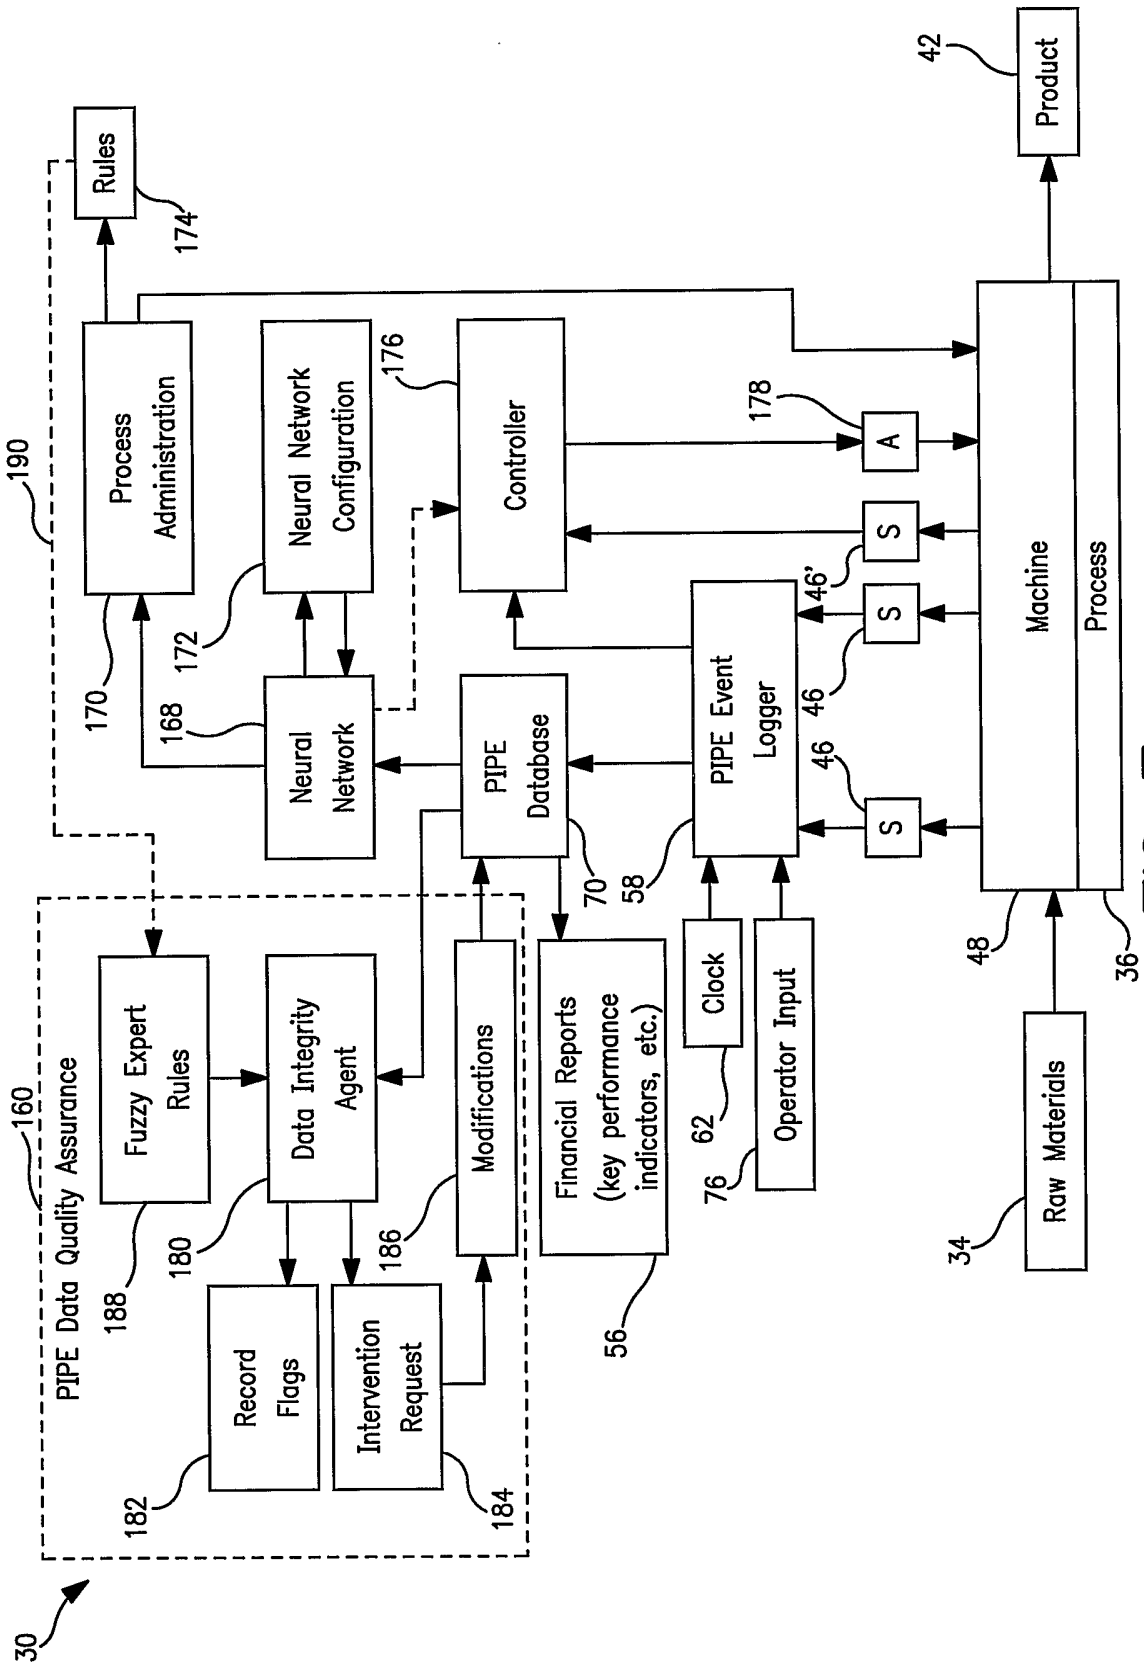 30
160
190
PIPE Data Quality Assurance
188
Fuzzy Expert
Rules
170
Process
Administration
Rules
174
182
Record
Flags
180
Data Integrity
Agent
168
Neural
Network
172
Neural Network
Configuration
184
Intervention
Request
186
Modifications
PIPE
Database
70
176
Controller
56
Financial Reports
(key performance
indicators, etc.)
58
PIPE Event
Logger
62
Clock
76
Operator Input
46
S
46
S
46'
S
178
A
34
Raw Materials
48
Machine
36
Process
42
Product